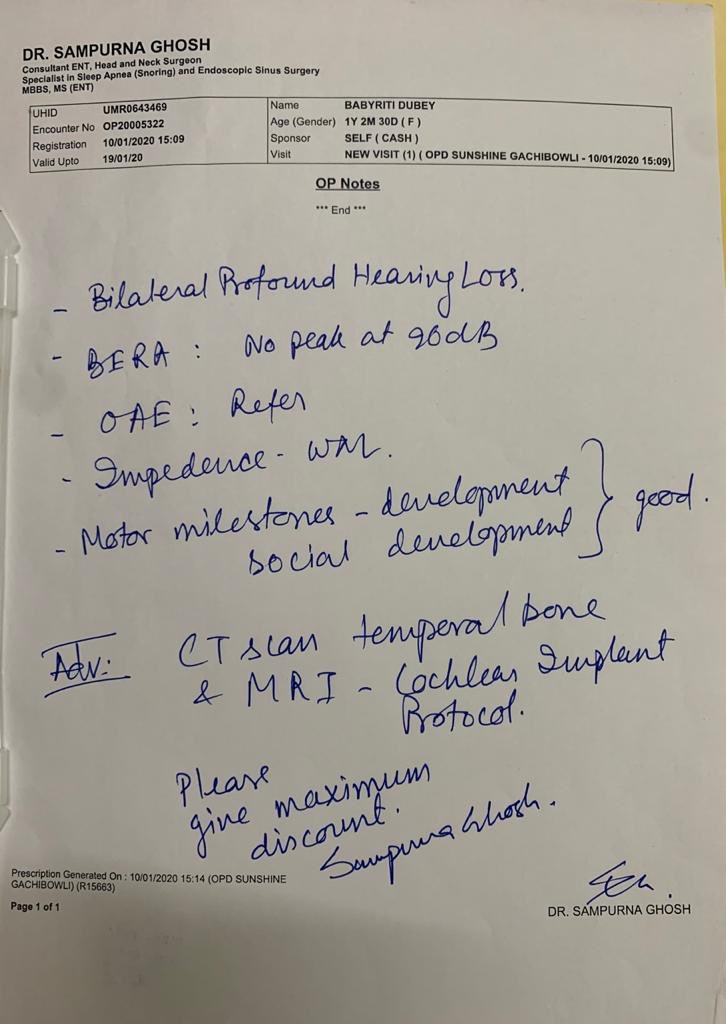 DR. SAMPURNA GHOSH
Consultant ENT, Head and Neck Surgeon
Specialist in Sleep Apnea (Snoring) and Endoscopic Sinus Surgery
MBBS, MS (ENT)
UHID UMR0643469 Name BABYRITI DUBEY
Encounter No OP20005322 Age (Gender) 1Y 2M 30D ( F )
Registration 10/01/2020 15:09 Sponsor SELF ( CASH )
Valid Upto 19/01/20 Visit NEW VISIT (1) ( OPD SUNSHINE GACHIBOWLI - 10/01/2020 15:09)
OP Notes
*** End ***
- Bilateral Profound Hearing Loss.
- BERA : No peak at 90dB
- OAE : Refer
- Impedence - WNL.
- Motor milestones - development } good.
social development
Adv: CT scan temporal bone
& MRI - Cochlear Implant
Protocol.
Please
give maximum
discount.
Sampurna Ghosh.
Prescription Generated On : 10/01/2020 15:14 (OPD SUNSHINE
GACHIBOWLI) (R15663)
Page 1 of 1
DR. SAMPURNA GHOSH